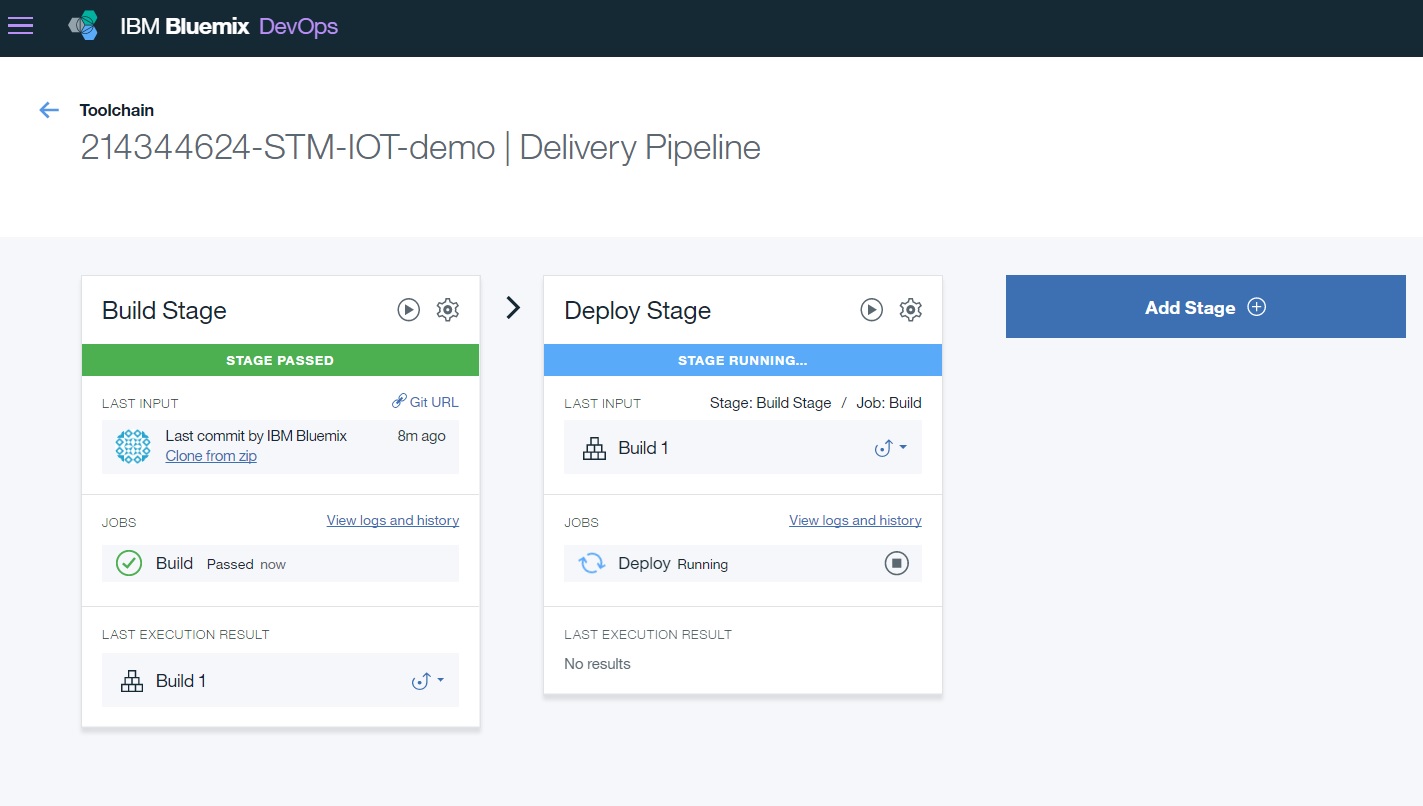 IBM Bluemix DevOps
Toolchain
214344624-STM-IOT-demo | Delivery Pipeline
Build Stage
STAGE PASSED
LAST INPUT Git URL
Last commit by IBM Bluemix 8m ago
Clone from zip
JOBS View logs and history
Build Passed now
LAST EXECUTION RESULT
Build 1
Deploy Stage
STAGE RUNNING...
LAST INPUT Stage: Build Stage / Job: Build
Build 1
JOBS View logs and history
Deploy Running
LAST EXECUTION RESULT
No results
Add Stage